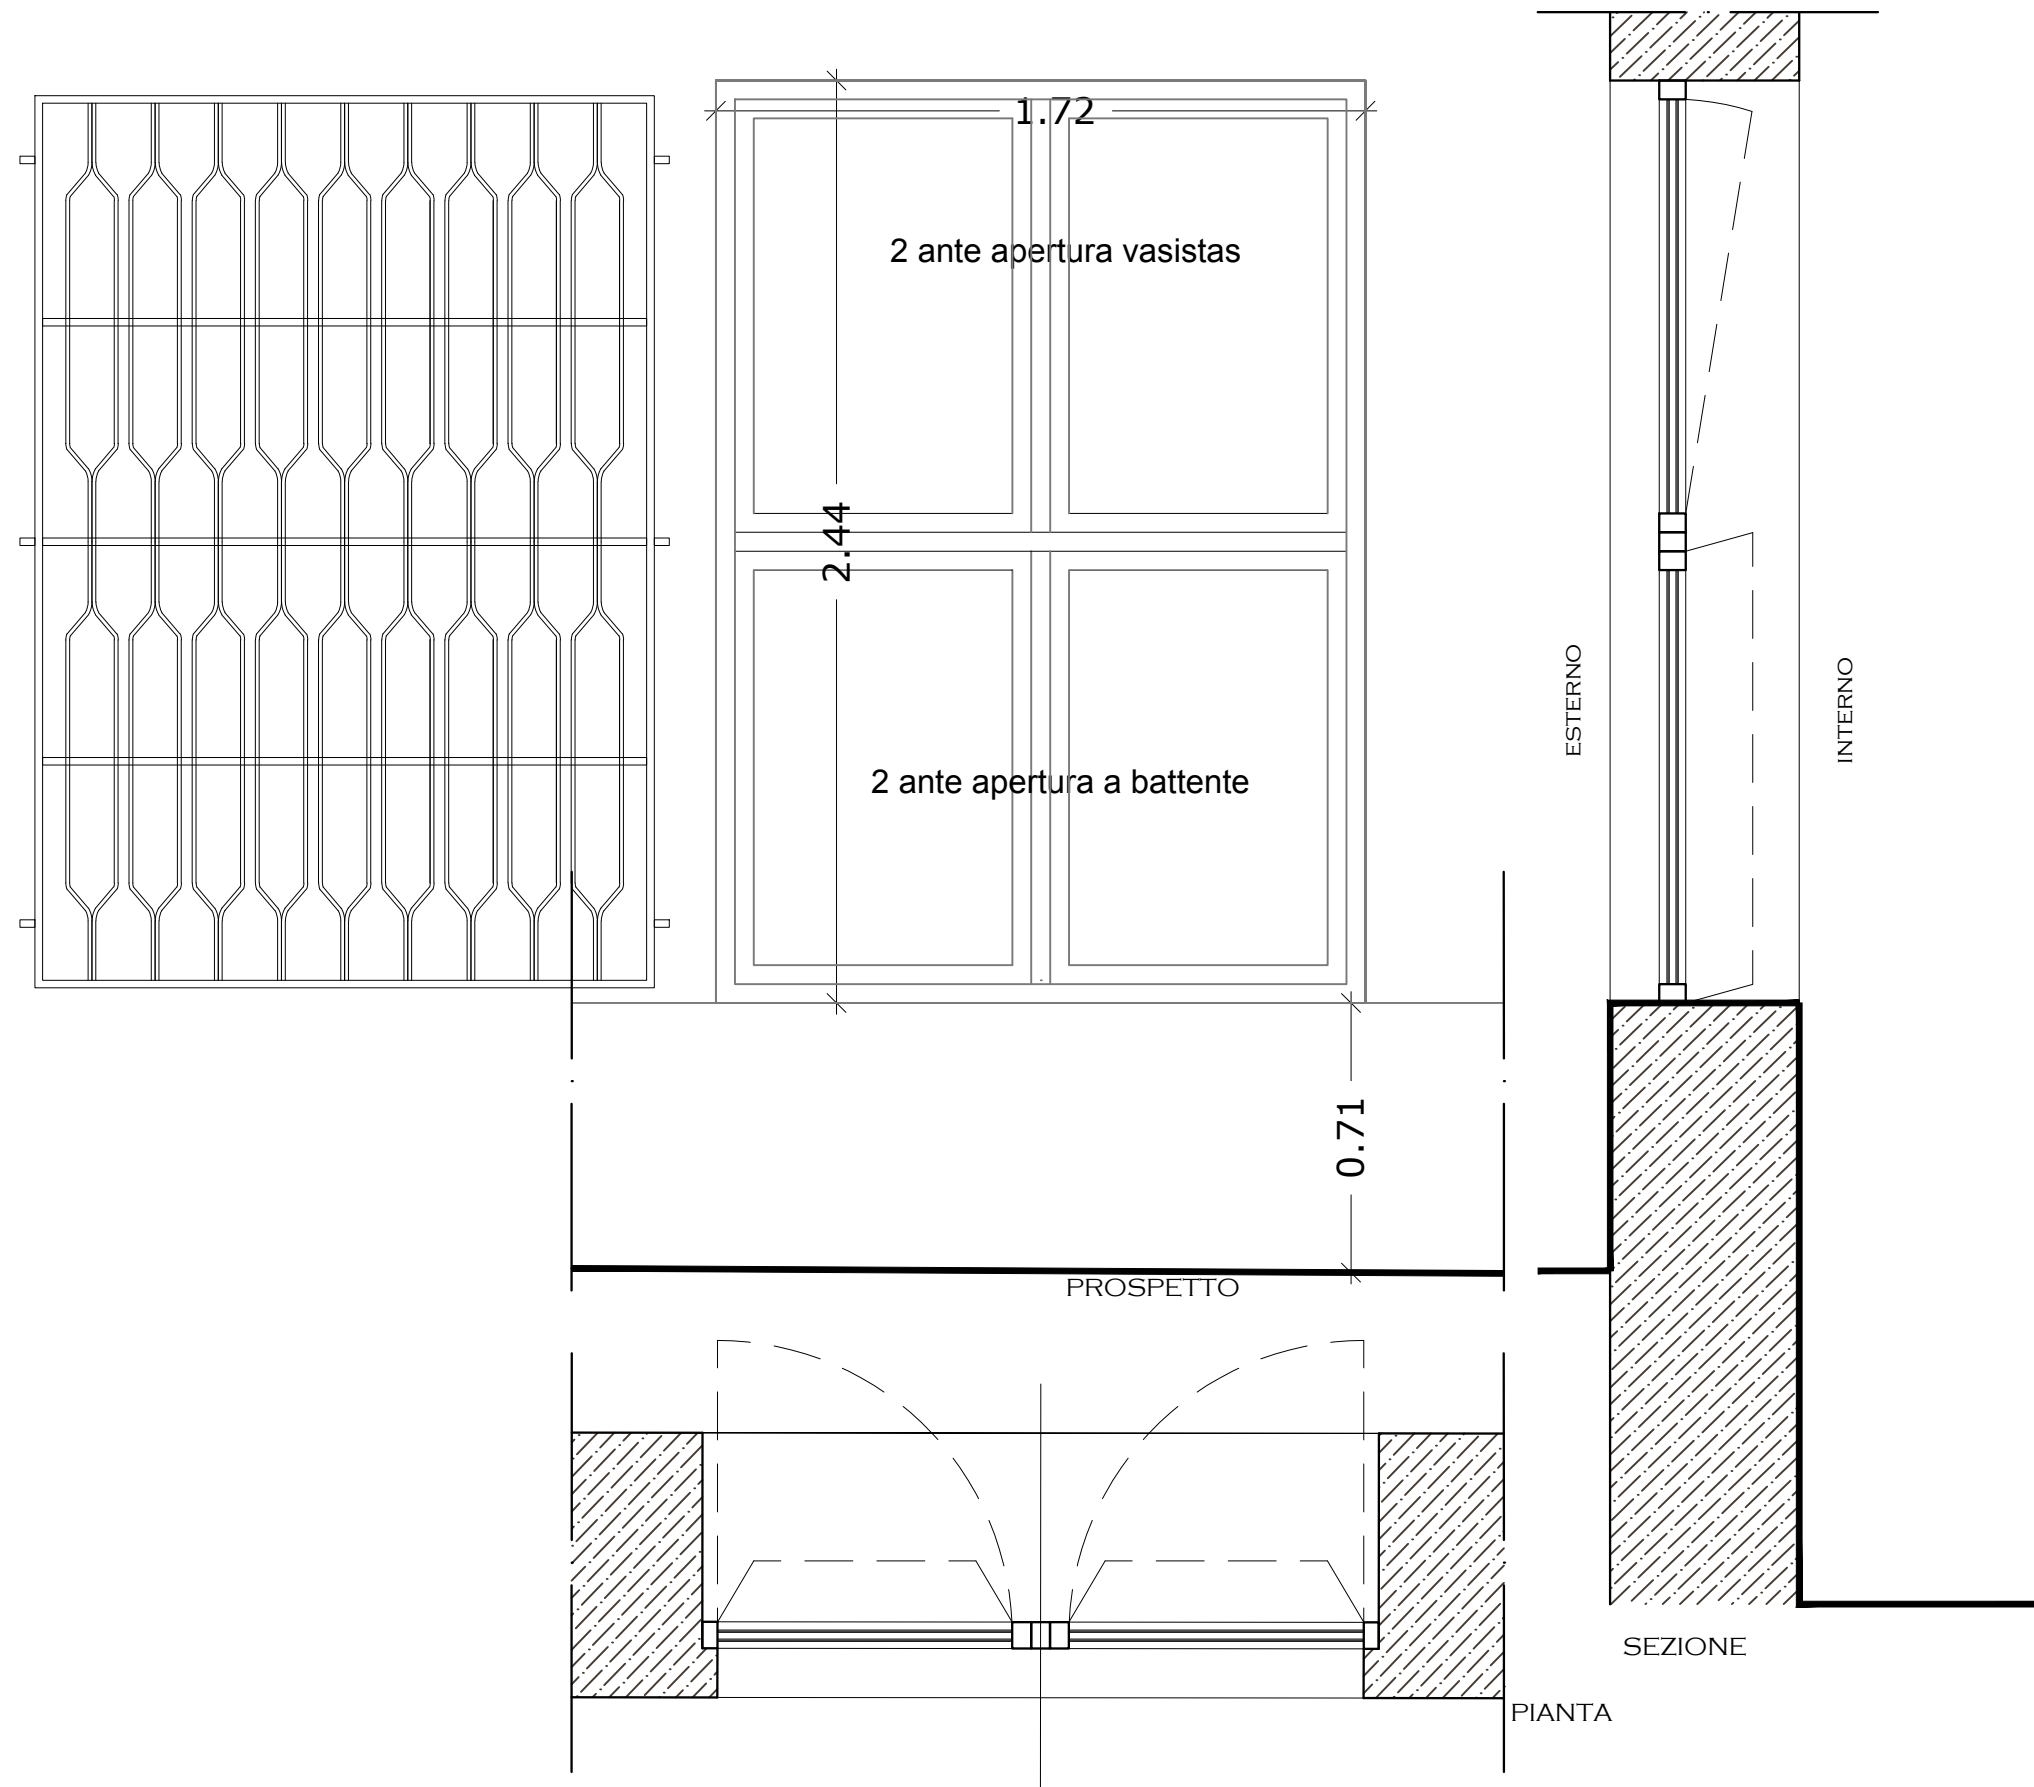 1.72
2 ante apertura vasistas
2.44
ESTERNO
INTERNO
2 ante apertura a battente
0.71
PROSPETTO
SEZIONE
PIANTA